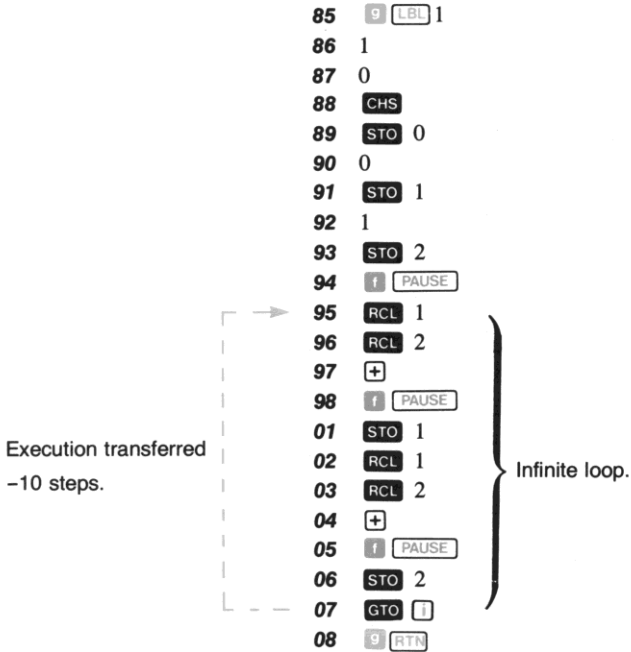 85 g LBL 1
86 1
87 0
88 CHS
89 STO 0
90 0
91 STO 1
92 1
93 STO 2
94 f PAUSE
95 RCL 1
96 RCL 2
97 +
98 f PAUSE
01 STO 1
Execution transferred
02 RCL 1
Infinite loop.
−10 steps.
03 RCL 2
04 +
05 f PAUSE
06 STO 2
07 GTO i
08 g RTN